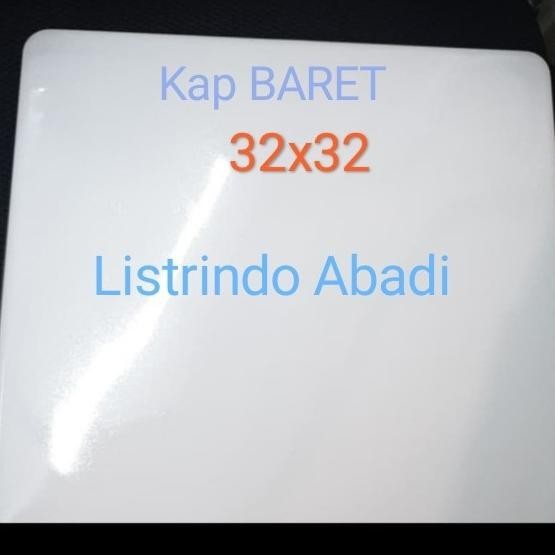 Kap BARET
32x32
Listrindo Abadi